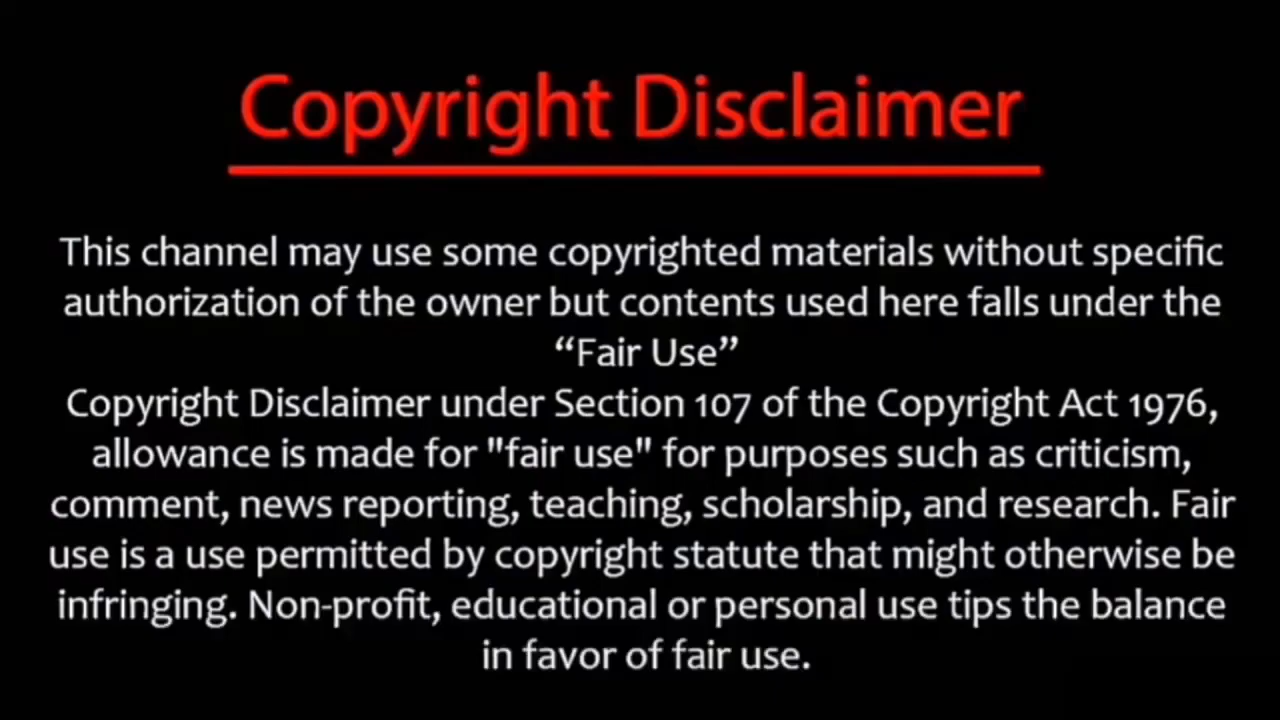 Copyright Disclaimer
This channel may use some copyrighted materials without specific
authorization of the owner but contents used here falls under the
“Fair Use”
Copyright Disclaimer under Section 107 of the Copyright Act 1976,
allowance is made for "fair use" for purposes such as criticism,
comment, news reporting, teaching, scholarship, and research. Fair
use is a use permitted by copyright statute that might otherwise be
infringing. Non-profit, educational or personal use tips the balance
in favor of fair use.